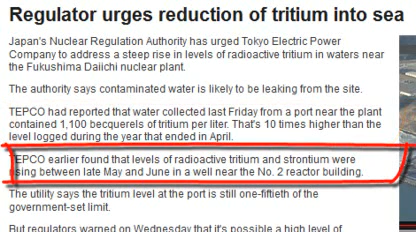 Regulator urges reduction of tritium into sea
Japan's Nuclear Regulation Authority has urged Tokyo Electric Power
Company to address a steep rise in levels of radioactive tritium in waters near
the Fukushima Daiichi nuclear plant.
The authority says contaminated water is likely to be leaking from the site.
TEPCO had reported that water collected last Friday from a port near the plant
contained 1,100 becquerels of tritium per liter. That's 10 times higher than the
level logged during the year that ended in April.
TEPCO earlier found that levels of radioactive tritium and strontium were
rising between late May and June in a well near the No. 2 reactor building.
The utility says the tritium level at the port is still one-fiftieth of the
government-set limit.
But regulators warned on Wednesday that it's possible a high level of